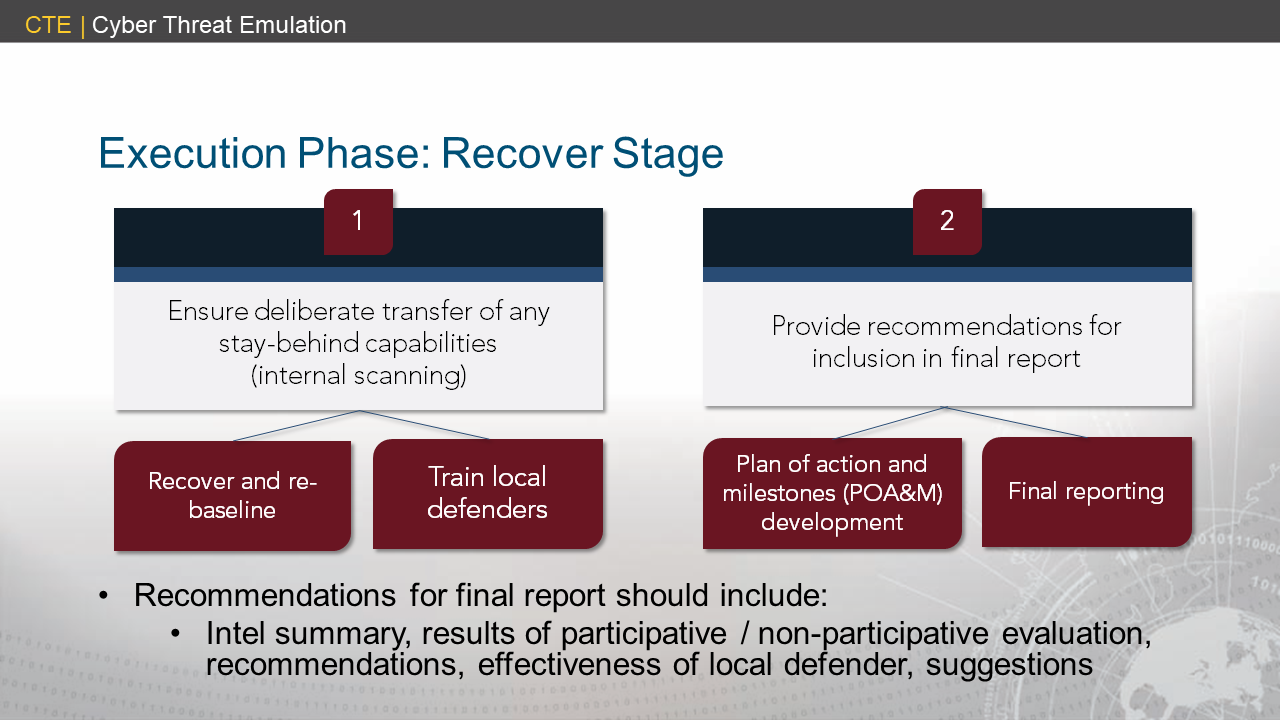 CTE | Cyber Threat Emulation
Execution Phase: Recover Stage
1
Ensure deliberate transfer of any
stay-behind capabilities
(internal scanning)
Recover and re-
baseline
Train local
defenders
2
Provide recommendations for
inclusion in final report
Plan of action and
milestones (POA&M)
development
Final reporting
• Recommendations for final report should include:
• Intel summary, results of participative / non-participative evaluation,
recommendations, effectiveness of local defender, suggestions